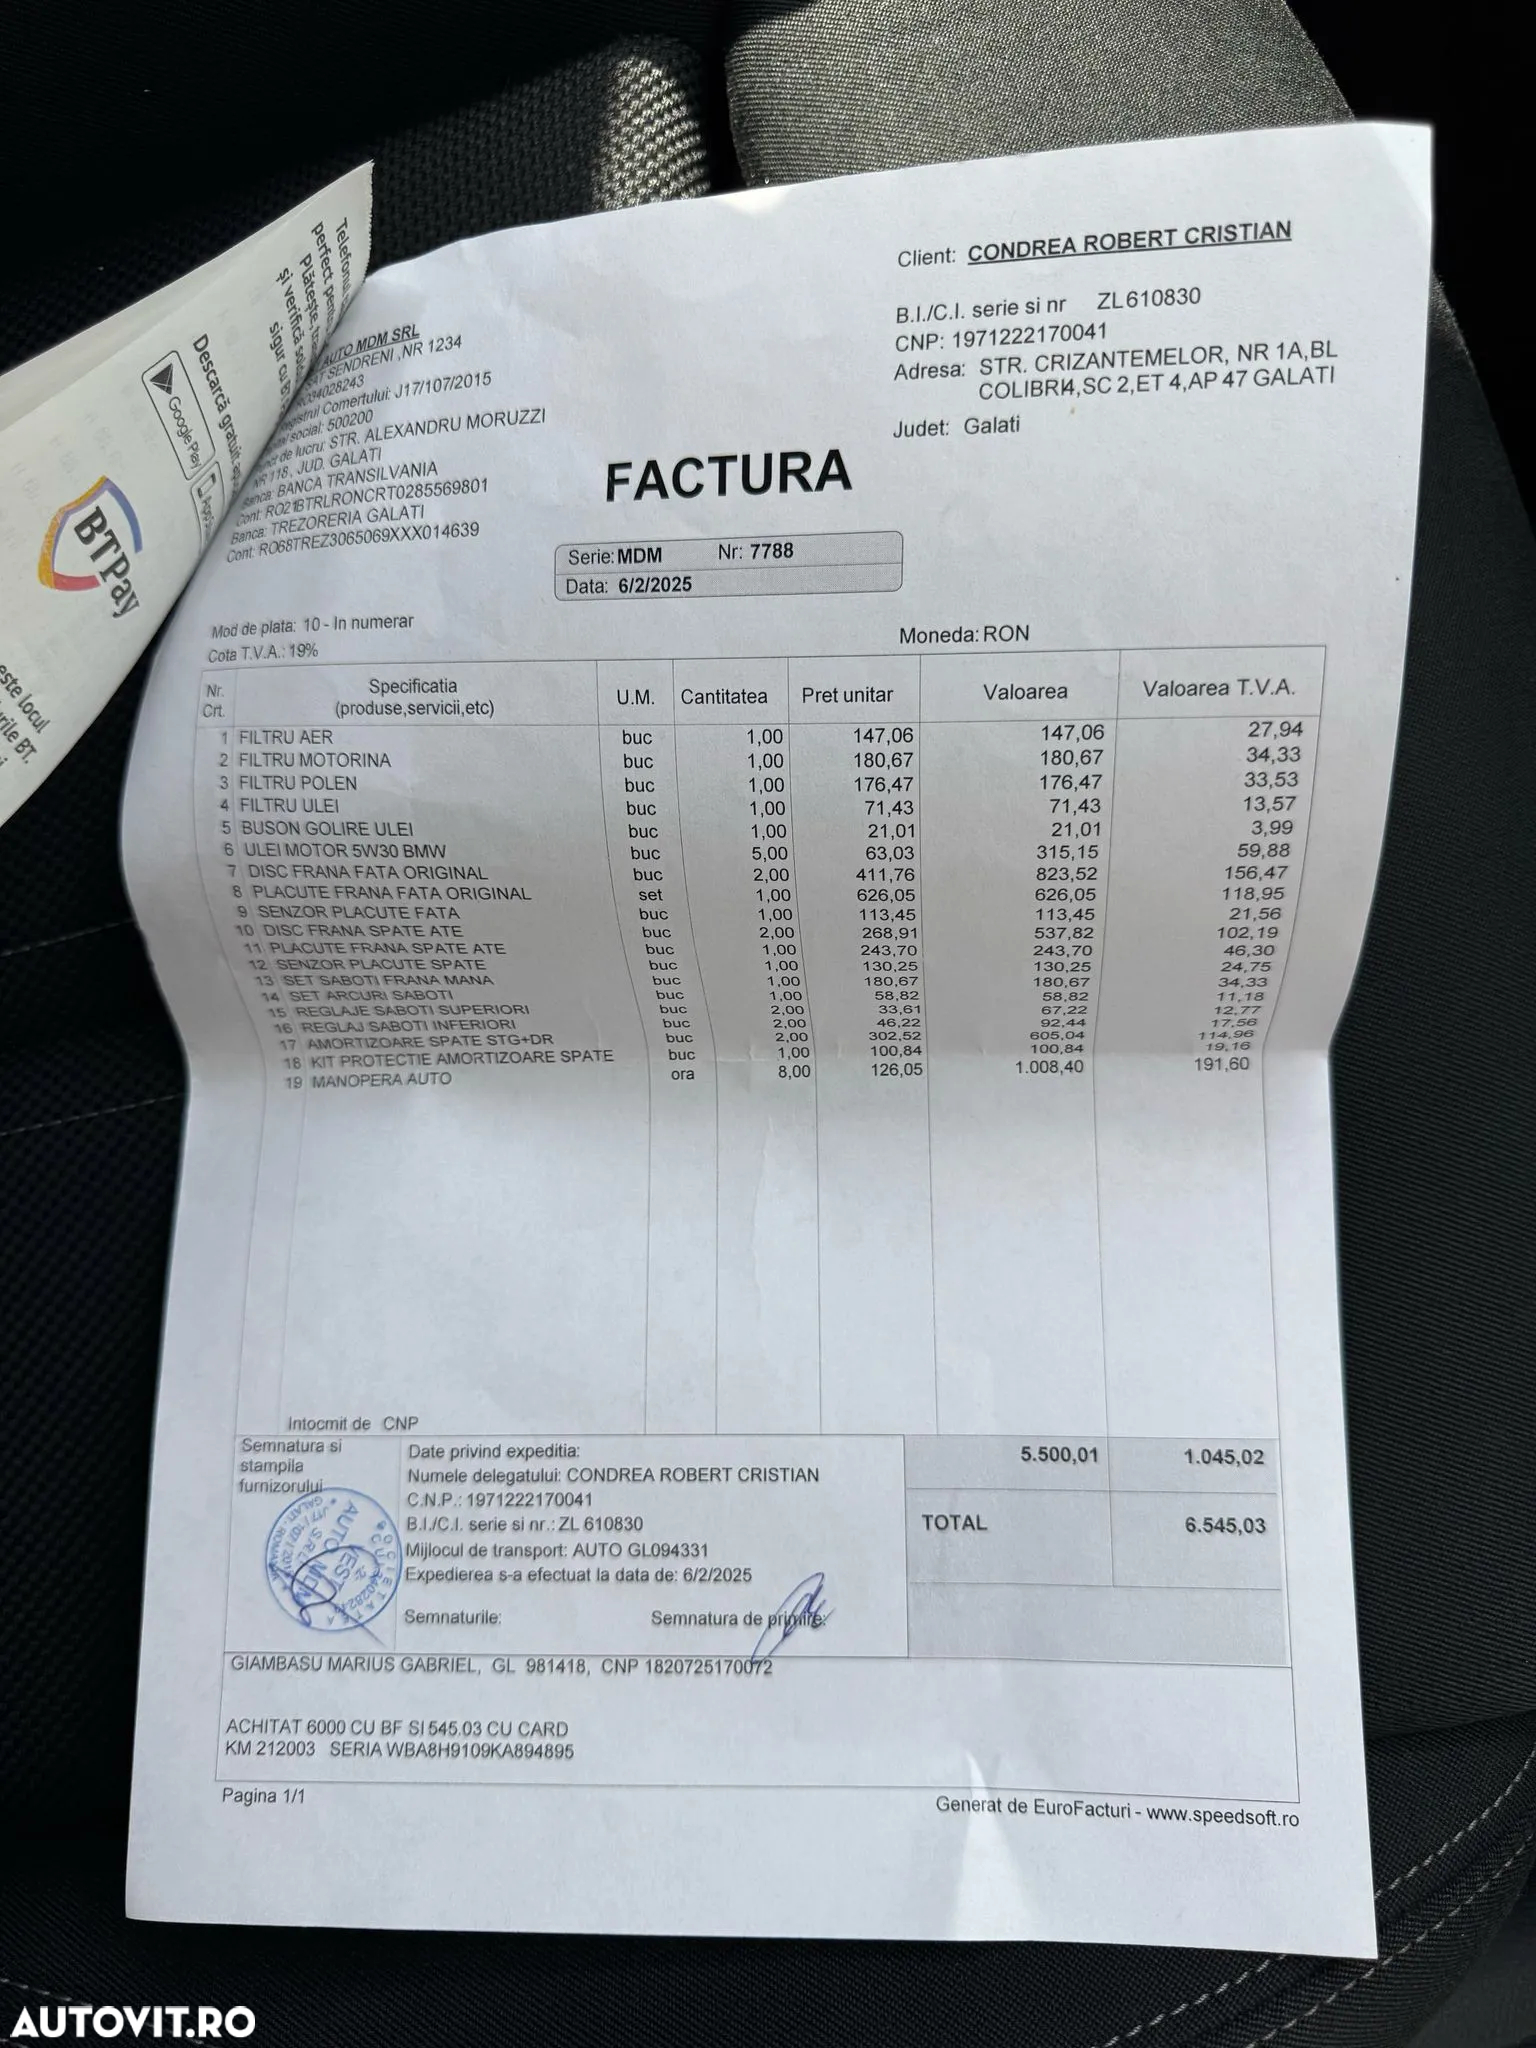 Telefonul
perfect pentru
Plătește, tr
și verifică
sigur cu BT
Descarcă gratuit
Google Play
BTPay
este locul
BT.
Client: CONDREA ROBERT CRISTIAN
B.I./C.I. serie si nr ZL610830
CNP: 1971222170041
Adresa: STR. CRIZANTEMELOR, NR 1A,BL
COLIBRI4,SC 2,ET 4,AP 47 GALATI
Judet: Galati
AUTO MDM SRL
SAT SENDRENI ,NR 1234
RO34028243
Comertului: J17/107/2015
social: 500200
de lucru: STR. ALEXANDRU MORUZZI
NR 118, JUD. GALATI
Banca: BANCA TRANSILVANIA
Cont: RO21BTRLRONCRT0285569801
Banca: TREZORERIA GALATI
Cont: RO68TREZ3065069XXX014639
FACTURA
Serie: MDM Nr: 7788
Data: 6/2/2025
Mod de plata: 10 - In numerar
Cota T.V.A.: 19%
Moneda: RON
Nr. Crt. Specificatia (produse,servicii,etc) U.M. Cantitatea Pret unitar Valoarea Valoarea T.V.A.
1 FILTRU AER buc 1,00 147,06 147,06 27,94
2 FILTRU MOTORINA buc 1,00 180,67 180,67 34,33
3 FILTRU POLEN buc 1,00 176,47 176,47 33,53
4 FILTRU ULEI buc 1,00 71,43 71,43 13,57
5 BUSON GOLIRE ULEI buc 1,00 21,01 21,01 3,99
6 ULEI MOTOR 5W30 BMW buc 5,00 63,03 315,15 59,88
7 DISC FRANA FATA ORIGINAL buc 2,00 411,76 823,52 156,47
8 PLACUTE FRANA FATA ORIGINAL set 1,00 626,05 626,05 118,95
9 SENZOR PLACUTE FATA buc 1,00 113,45 113,45 21,56
10 DISC FRANA SPATE ATE buc 2,00 268,91 537,82 102,19
11 PLACUTE FRANA SPATE ATE buc 1,00 243,70 243,70 46,30
12 SENZOR PLACUTE SPATE buc 1,00 130,25 130,25 24,75
13 SET SABOTI FRANA MANA buc 1,00 180,67 180,67 34,33
14 SET ARCURI SABOTI buc 1,00 58,82 58,82 11,18
15 REGLAJE SABOTI SUPERIORI buc 2,00 33,61 67,22 12,77
16 REGLAJ SABOTI INFERIORI buc 2,00 46,22 92,44 17,56
17 AMORTIZOARE SPATE STG+DR buc 2,00 302,52 605,04 114,96
18 KIT PROTECTIE AMORTIZOARE SPATE buc 1,00 100,84 100,84 19,16
19 MANOPERA AUTO ora 8,00 126,05 1.008,40 191,60
Intocmit de CNP
Semnatura si
stampila
furnizorului
Date privind expeditia:
Numele delegatului: CONDREA ROBERT CRISTIAN
C.N.P.: 1971222170041
B.I./C.I. serie si nr.: ZL 610830
Mijlocul de transport: AUTO GL094331
Expedierea s-a efectuat la data de: 6/2/2025
Semnaturile: Semnatura de primire:
5.500,01 1.045,02
TOTAL 6.545,03
GIAMBASU MARIUS GABRIEL, GL 981418, CNP 1820725170072
ACHITAT 6000 CU BF SI 545.03 CU CARD
KM 212003 SERIA WBA8H9109KA894895
Pagina 1/1
Generat de EuroFacturi - www.speedsoft.ro
AUTOVIT.RO